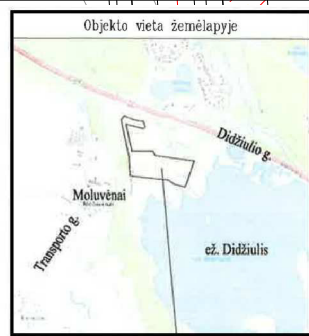 Objekto vieta žemėlapyje
Didžiulio g.
Moluvėnai
Transporto g.
ež. Didžiulis